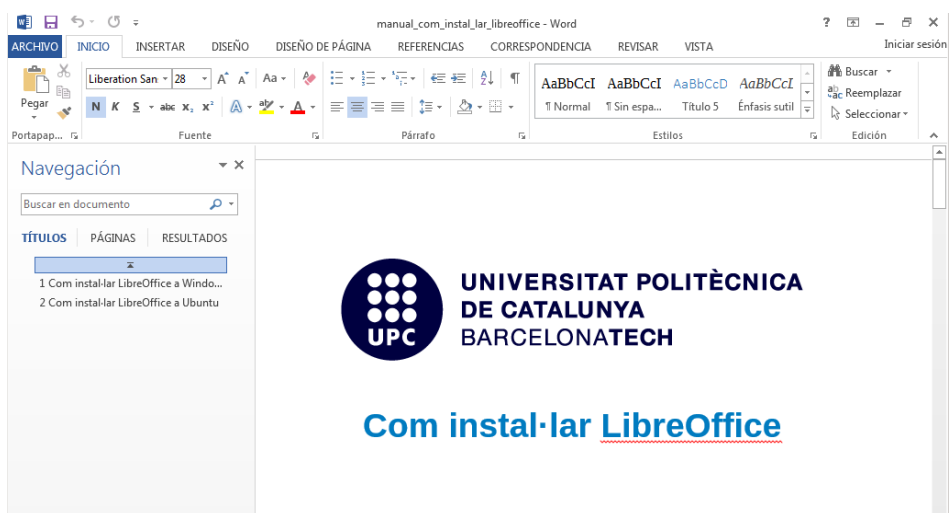 manual_com_instal_lar_libreoffice - Word
ARCHIVO INICIO INSERTAR DISEÑO DISEÑO DE PÁGINA REFERENCIAS CORRESPONDENCIA REVISAR VISTA Iniciar sesión
Pegar
Liberation San 28 Aa
N K S abc x₂ x² A aby A
AaBbCcI AaBbCcI AaBbCcD AaBbCcI
¶ Normal ¶ Sin espa... Título 5 Énfasis sutil
Buscar
Reemplazar
Seleccionar
Portapap... Fuente Párrafo Estilos Edición
Navegación
Buscar en documento
TÍTULOS PÁGINAS RESULTADOS
1 Com instal·lar LibreOffice a Windo...
2 Com instal·lar LibreOffice a Ubuntu
UPC
UNIVERSITAT POLITÈCNICA
DE CATALUNYA
BARCELONATECH
Com instal·lar LibreOffice